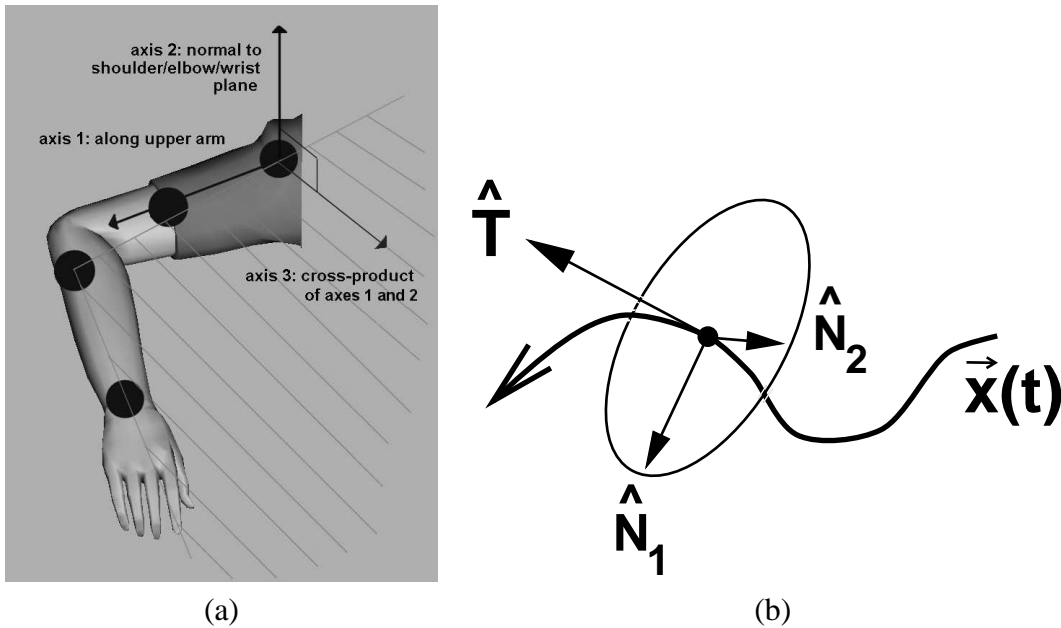 axis 2: normal to
shoulder/elbow/wrist
plane
axis 1: along upper arm
axis 3: cross-product
of axes 1 and 2
(a)
T̂
N̂₂
x⃗(t)
N̂₁
(b)